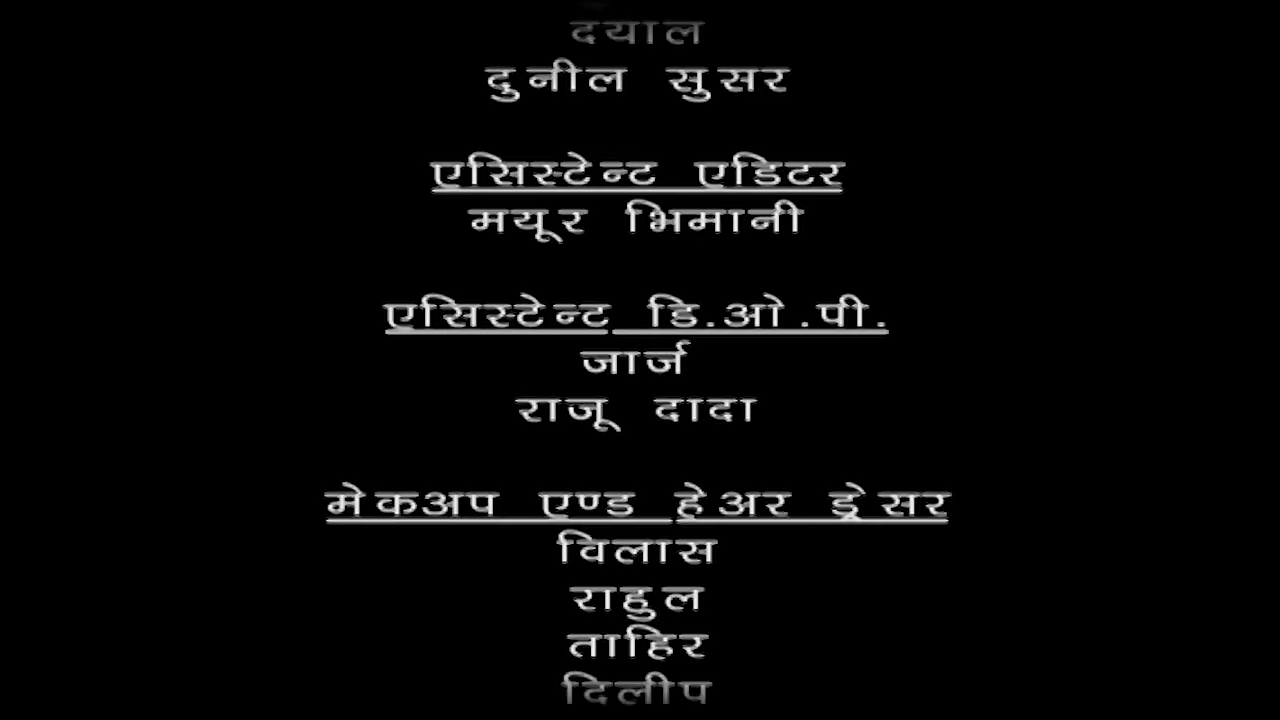 दयाल
दुनील सुसर
एसिस्टेन्ट एडिटर
मयूर भिमानी
एसिस्टेन्ट डि.ओ.पी.
जार्ज
राजू दादा
मेकअप एण्ड हेअर ड्रेसर
विलास
राहुल
ताहिर
दिलीप